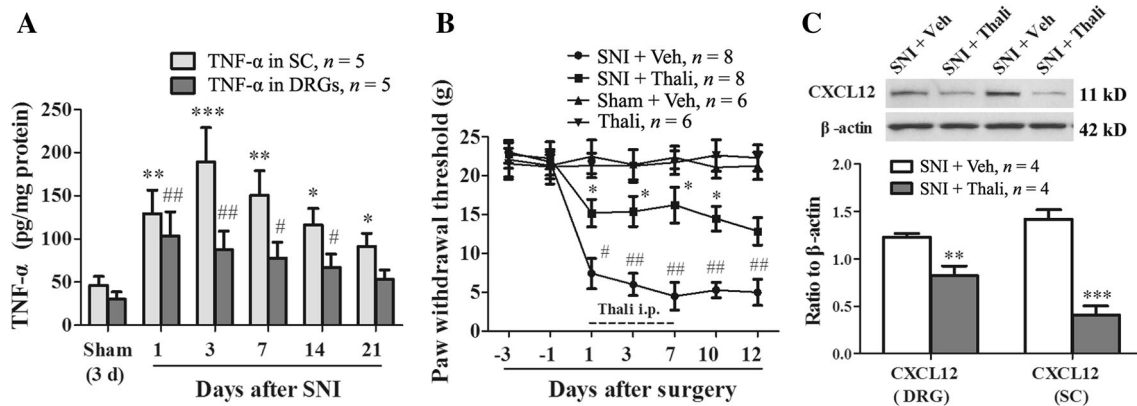 A
TNF-α in SC, n = 5
TNF-α in DRGs, n = 5
TNF-α (pg/mg protein)
250
200
150
100
50
0
**
##
***
##
**
#
*
#
*
Sham
(3 d)
1
3
7
14
21
Days after SNI
B
SNI + Veh, n = 8
SNI + Thali, n = 8
Sham + Veh, n = 6
Thali, n = 6
Paw withdrawal threshold (g)
30
25
20
15
10
5
0
* * * *
# ## ## ## ##
Thali i.p.
-3 -1 1 3 7 10 12
Days after surgery
C
SNI + Veh
SNI + Thali
SNI + Veh
SNI + Thali
CXCL12
11 kD
β -actin
42 kD
SNI + Veh, n = 4
SNI + Thali, n = 4
Ratio to β-actin
2.0
1.5
1.0
0.5
0.0
**
***
CXCL12
( DRG)
CXCL12
(SC)